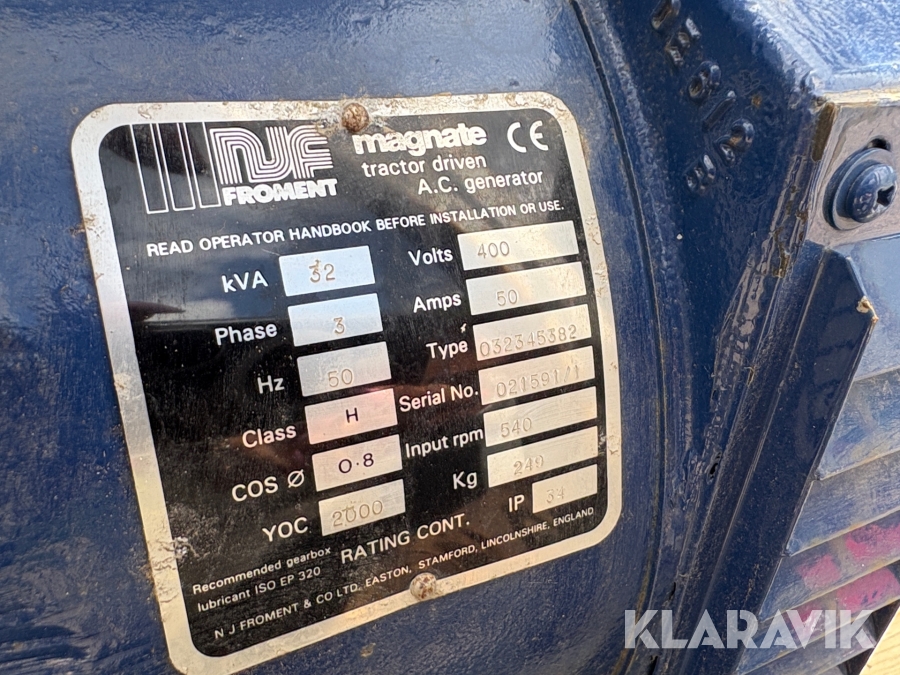 NF FROMENT
magnate CE
tractor driven
A.C. generator
READ OPERATOR HANDBOOK BEFORE INSTALLATION OR USE.
kVA 32
Volts 400
Phase 3
Amps 50
Hz 50
Type 032345382
Class H
Serial No. 021591/1
COS Ø 0.8
Input rpm 540
YOC 2000
Kg 249
RATING CONT.
IP 34
Recommended gearbox
lubricant ISO EP 320
N J FROMENT & CO LTD, EASTON, STAMFORD, LINCOLNSHIRE, ENGLAND
KLARAVIK